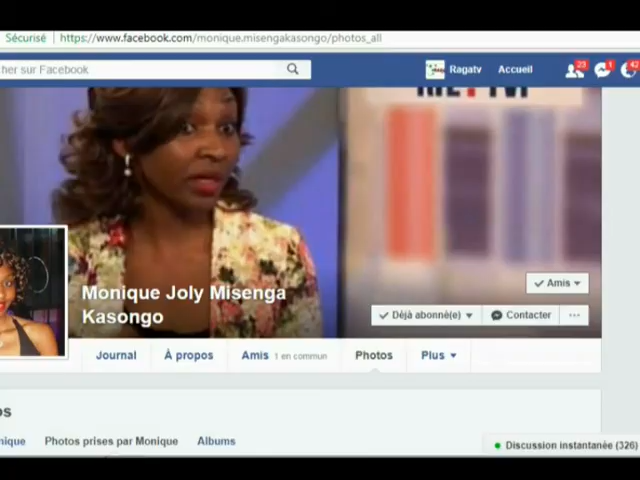 Sécurisé https://www.facebook.com/monique.misengakasongo/photos_all
her sur Facebook
Ragatv Accueil 23 1 42
Monique Joly Misenga
Kasongo
Amis
Déjà abonné(e) Contacter ...
Journal À propos Amis 1 en commun Photos Plus
os
nique Photos prises par Monique Albums
Discussion instantanée (326)